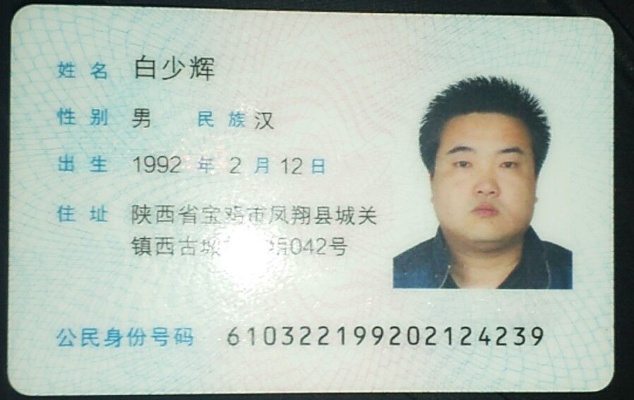 姓名 白少辉
性别 男 民族 汉
出生 1992 年 2 月 12 日
住址 陕西省宝鸡市凤翔县城关
镇西古城 042号
公民身份号码 610322199202124239